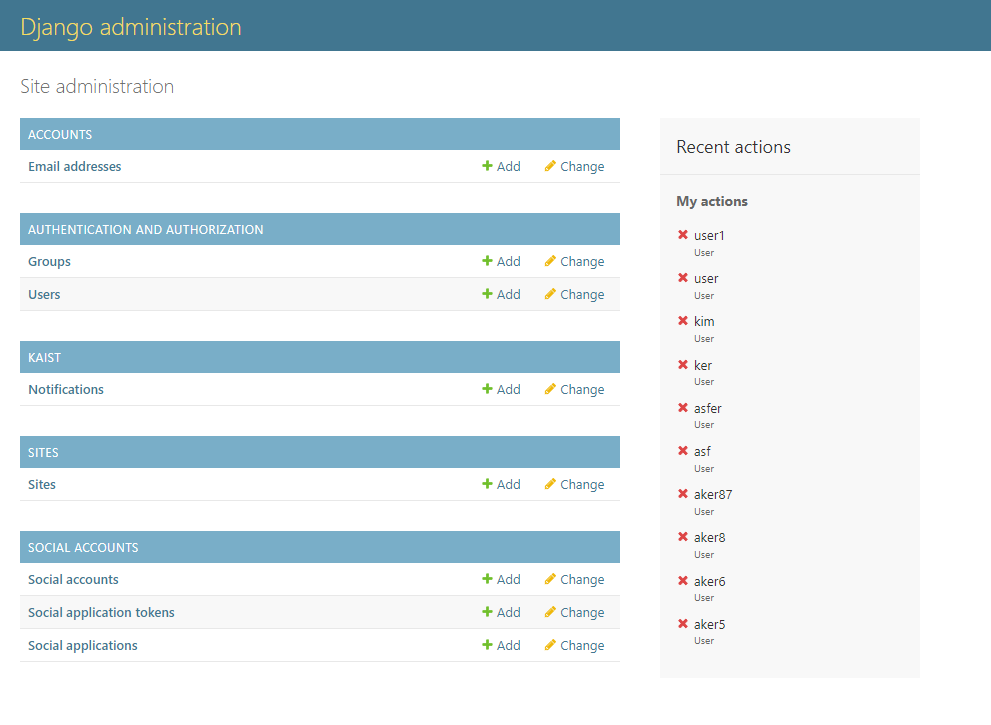 Django administration
Site administration
ACCOUNTS
Email addresses Add Change
AUTHENTICATION AND AUTHORIZATION
Groups Add Change
Users Add Change
KAIST
Notifications Add Change
SITES
Sites Add Change
SOCIAL ACCOUNTS
Social accounts Add Change
Social application tokens Add Change
Social applications Add Change
Recent actions
My actions
user1
User
user
User
kim
User
ker
User
asfer
User
asf
User
aker87
User
aker8
User
aker6
User
aker5
User